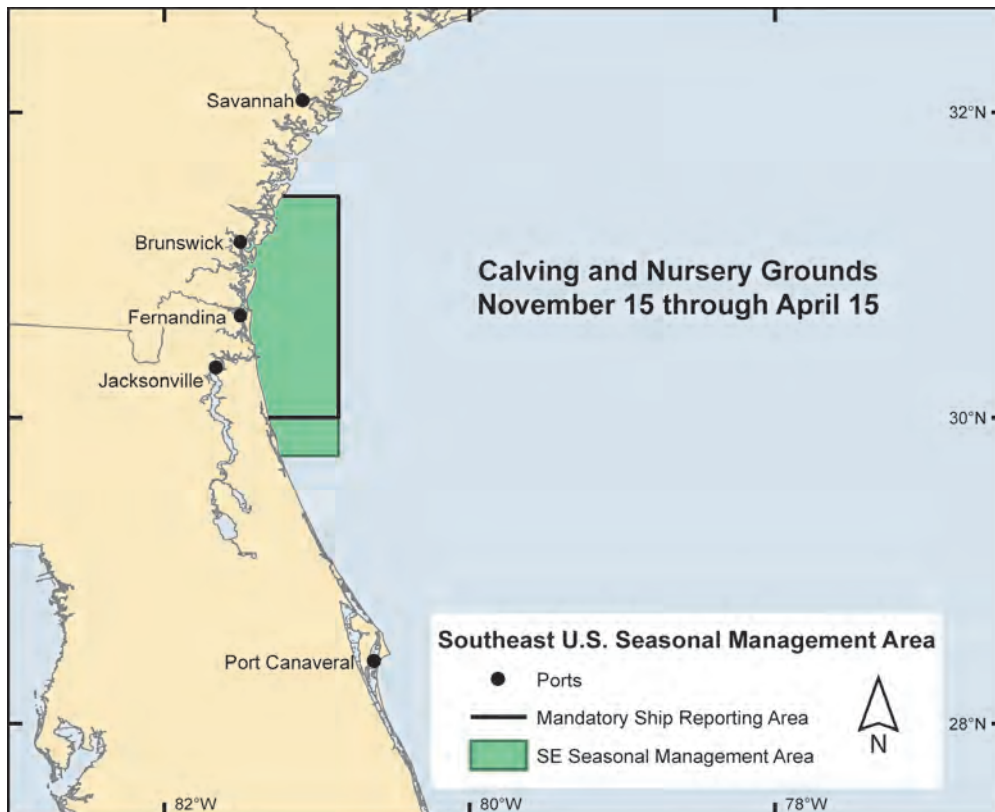 Savannah
32°N
Brunswick
Calving and Nursery Grounds
November 15 through April 15
Fernandina
Jacksonville
30°N
Southeast U.S. Seasonal Management Area
Port Canaveral
Ports
Mandatory Ship Reporting Area
N
28°N
SE Seasonal Management Area
82°W
80°W
78°W